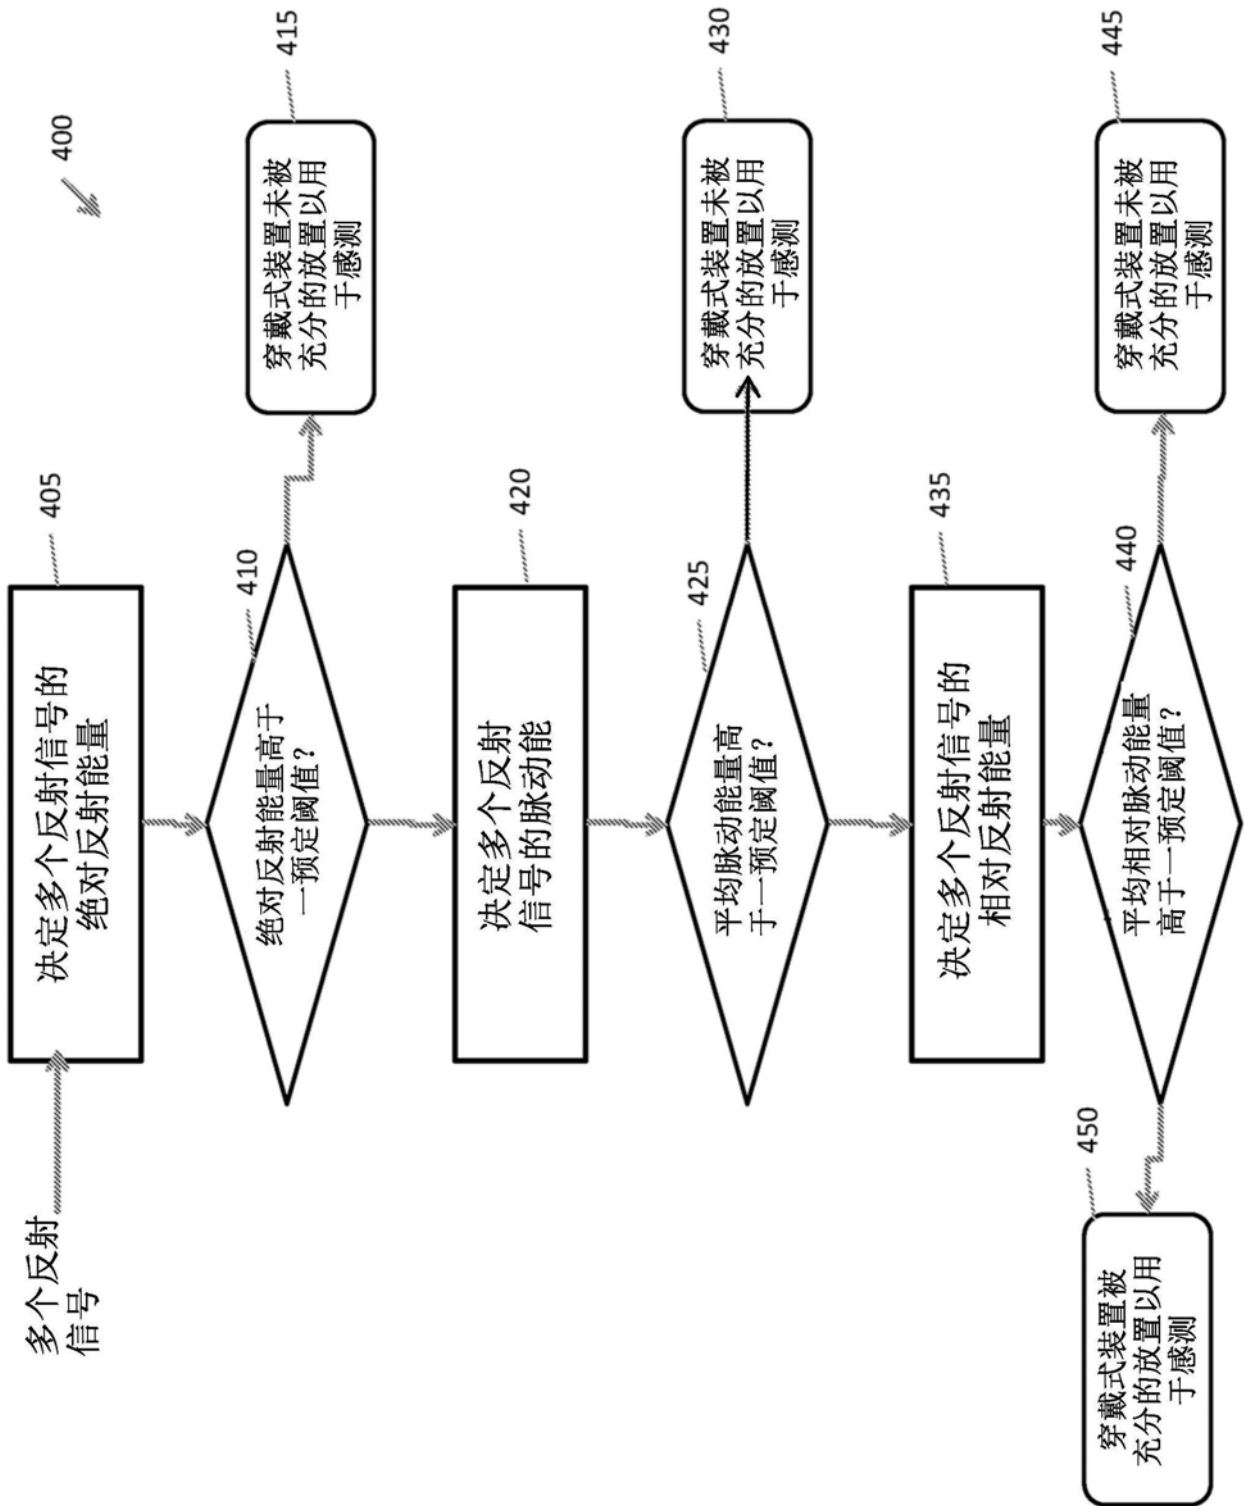 400
多个反射
信号
405
决定多个反射信号的
绝对反射能量
410
绝对反射能量高于
一预定阈值?
415
穿戴式装置未被
充分的放置以用
于感测
420
决定多个反射
信号的脉动能
425
平均脉动能量高
于一预定阈值?
430
穿戴式装置未被
充分的放置以用
于感测
435
决定多个反射信号的
相对反射能量
440
平均相对脉动能量
高于一预定阈值?
445
穿戴式装置未被
充分的放置以用
于感测
450
穿戴式装置被
充分的放置以用
于感测